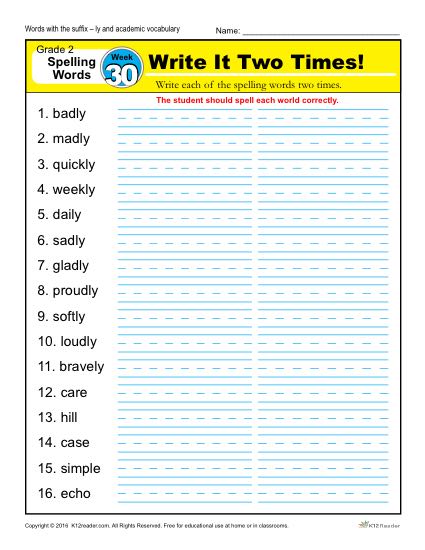 Words with the suffix – ly and academic vocabulary
Name:
Grade 2
Spelling
Words
Week
30
Write It Two Times!
Write each of the spelling words two times.
The student should spell each world correctly.
1. badly
2. madly
3. quickly
4. weekly
5. daily
6. sadly
7. gladly
8. proudly
9. softly
10. loudly
11. bravely
12. care
13. hill
14. case
15. simple
16. echo
Copyright © 2016 K12reader.com. All Rights Reserved. Free for educational use at home or in classrooms.
K12Reader